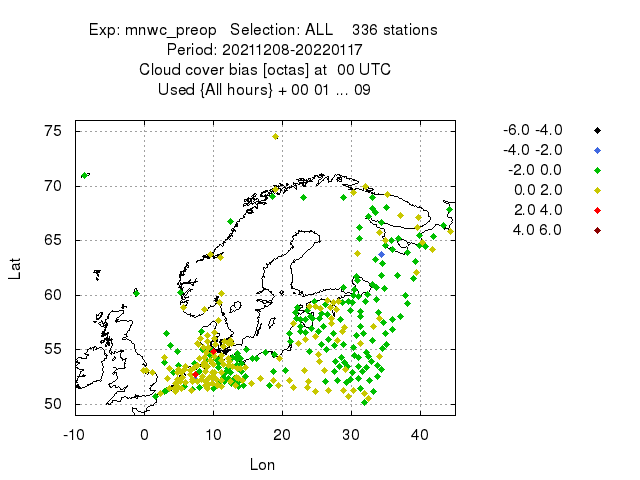 Exp: mnwc_preop   Selection: ALL    336 stations
Period: 20211208-20220117
Cloud cover bias [octas] at  00 UTC
Used {All hours} + 00 01 ... 09
-6.0 -4.0
-4.0 -2.0
-2.0 0.0
0.0 2.0
2.0 4.0
4.0 6.0
75
70
65
60
55
50
Lat
-10 0 10 20 30 40
Lon